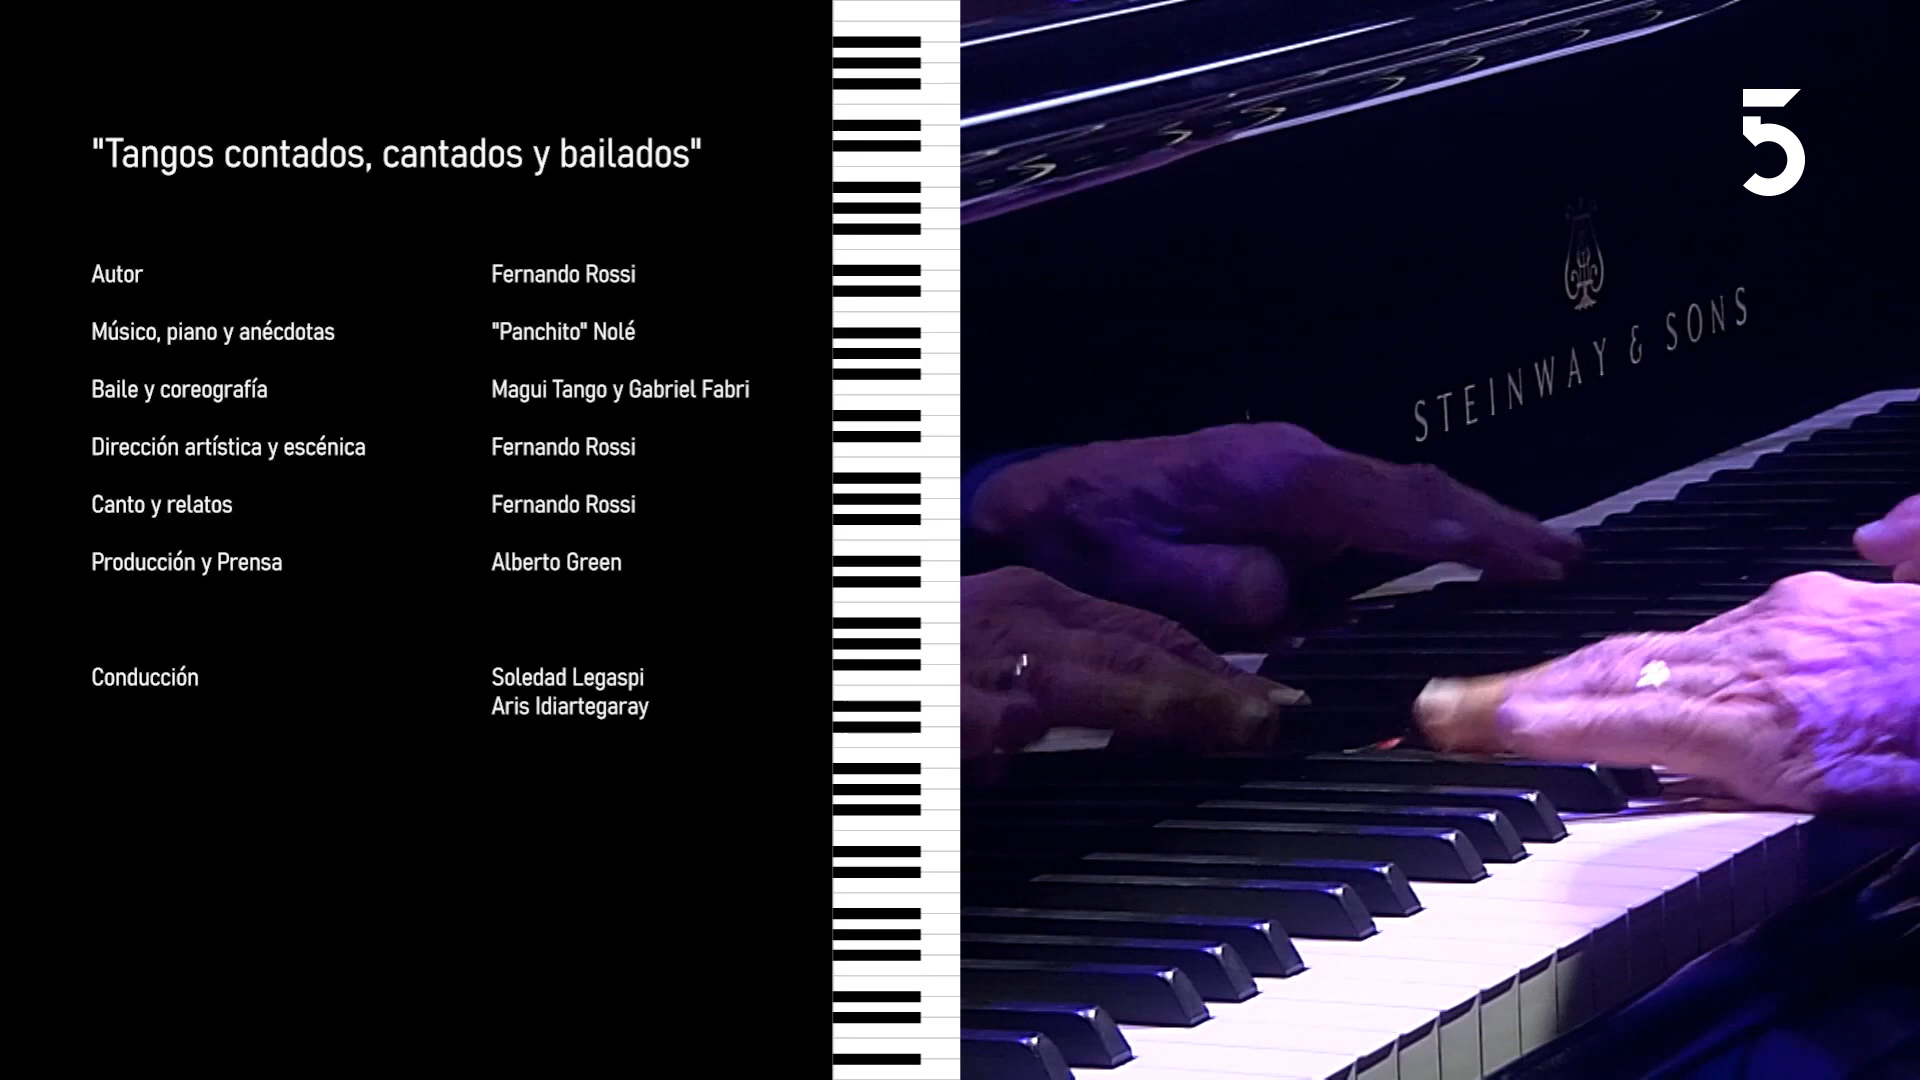 "Tangos contados, cantados y bailados"
Autor Fernando Rossi
Músico, piano y anécdotas "Panchito" Nolé
Baile y coreografía Magui Tango y Gabriel Fabri
Dirección artística y escénica Fernando Rossi
Canto y relatos Fernando Rossi
Producción y Prensa Alberto Green
Conducción Soledad Legaspi
Aris Idiartegaray
5
STEINWAY & SONS